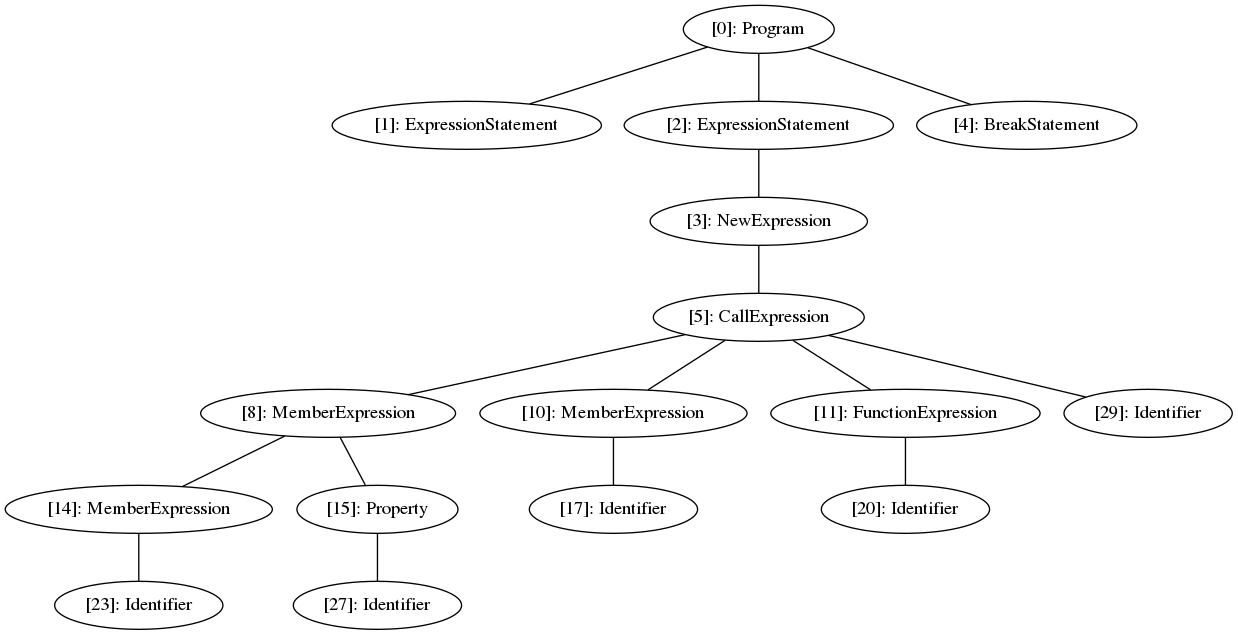 [0]: Program
[1]: ExpressionStatement
[2]: ExpressionStatement
[4]: BreakStatement
[3]: NewExpression
[5]: CallExpression
[8]: MemberExpression
[10]: MemberExpression
[11]: FunctionExpression
[29]: Identifier
[14]: MemberExpression
[15]: Property
[17]: Identifier
[20]: Identifier
[23]: Identifier
[27]: Identifier